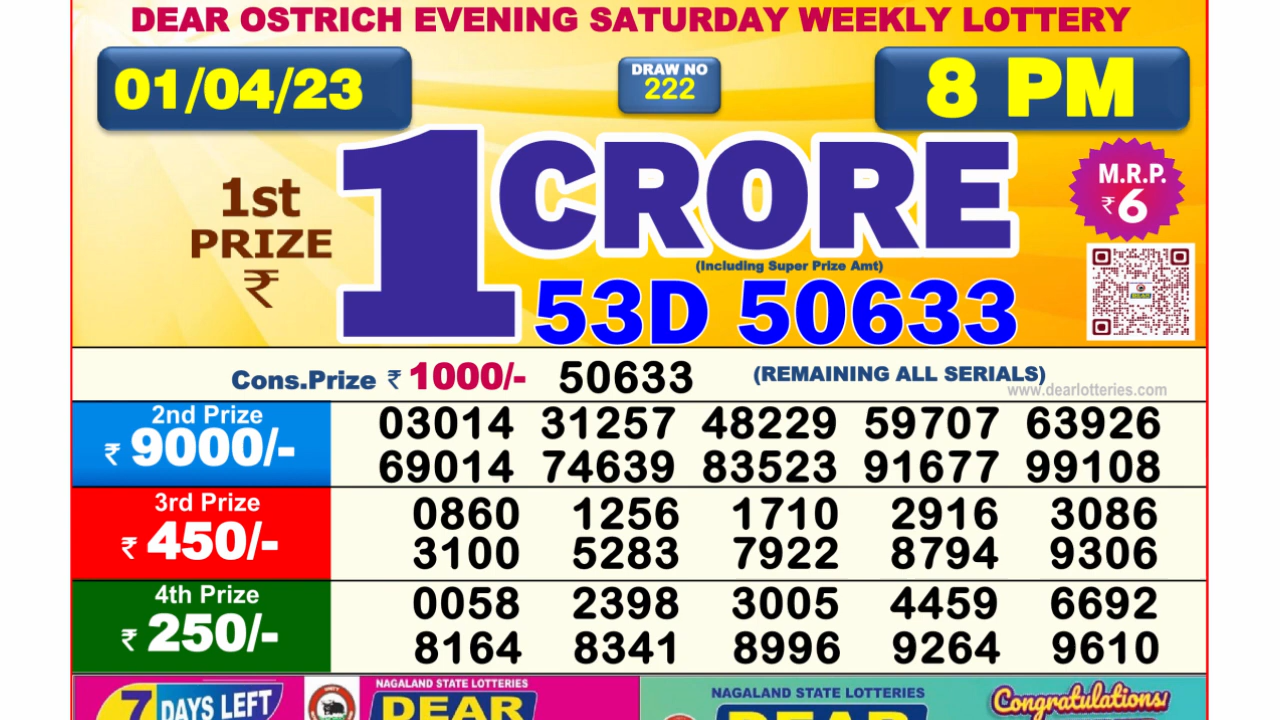 DEAR OSTRICH EVENING SATURDAY WEEKLY LOTTERY
01/04/23
DRAW NO
222
8 PM
1st
PRIZE
₹
1 CRORE
(Including Super Prize Amt)
53D 50633
M.R.P.
₹6
Cons.Prize ₹ 1000/- 50633 (REMAINING ALL SERIALS)
www.dearlotteries.com
2nd Prize
₹ 9000/-
03014 31257 48229 59707 63926
69014 74639 83523 91677 99108
3rd Prize
₹ 450/-
0860 1256 1710 2916 3086
3100 5283 7922 8794 9306
4th Prize
₹ 250/-
0058 2398 3005 4459 6692
8164 8341 8996 9264 9610
7 DAYS LEFT
NAGALAND STATE LOTTERIES
DEAR
NAGALAND STATE LOTTERIES
DEAR
Congratulations!